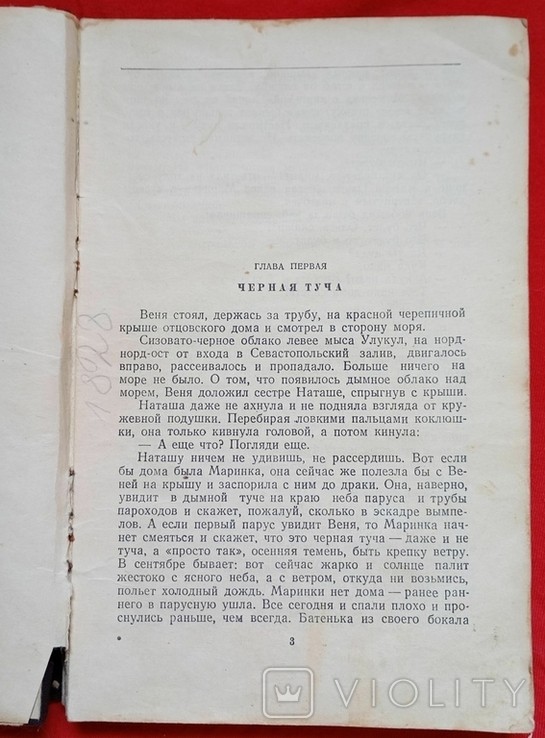 ГЛАВА ПЕРВАЯ
ЧЕРНАЯ ТУЧА
Веня стоял, держась за трубу, на красной черепичной
крыше отцовского дома и смотрел в сторону моря.
Сизовато-черное облако левее мыса Улукул, на норд-
норд-ост от входа в Севастопольский залив, двигалось
вправо, рассеивалось и пропадало. Больше ничего на
море не было. О том, что появилось дымное облако над
морем, Веня доложил сестре Наташе, спрыгнув с крыши.
Наташа даже не ахнула и не подняла взгляда от кру-
жевной подушки. Перебирая ловкими пальцами коклюш-
ки, она только кивнула головой, а потом кинула:
— А еще что? Погляди еще.
Наташу ничем не удивишь, не рассердишь. Вот если
бы дома была Маринка, она сейчас же полезла бы с Ве-
ней на крышу и заспорила с ним до драки. Она, наверно,
увидит в дымной туче на краю неба паруса и трубы
пароходов и скажет, пожалуй, сколько в эскадре вымпе-
лов. А если первый парус увидит Веня, то Маринка нач-
нет смеяться и скажет, что это черная туча — даже и не
туча, а «просто так», осенняя темень, быть крепку ветру.
В сентябре бывает: вот сейчас жарко и солнце палит
жестоко с ясного неба, а с ветром, откуда ни возьмись,
польет холодный дождь. Маринки нет дома — ранее ран-
него в парусную ушла. Все сегодня и спали плохо и про-
снулись раньше, чем всегда. Батенька из своего бокала
* 3
1828
VIOLITY